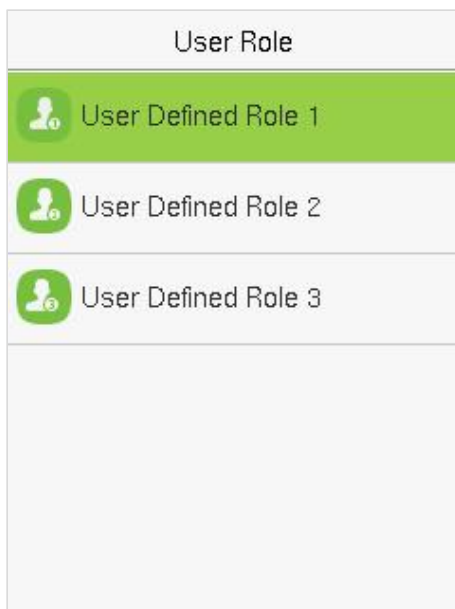 User Role
User Defined Role 1
User Defined Role 2
User Defined Role 3